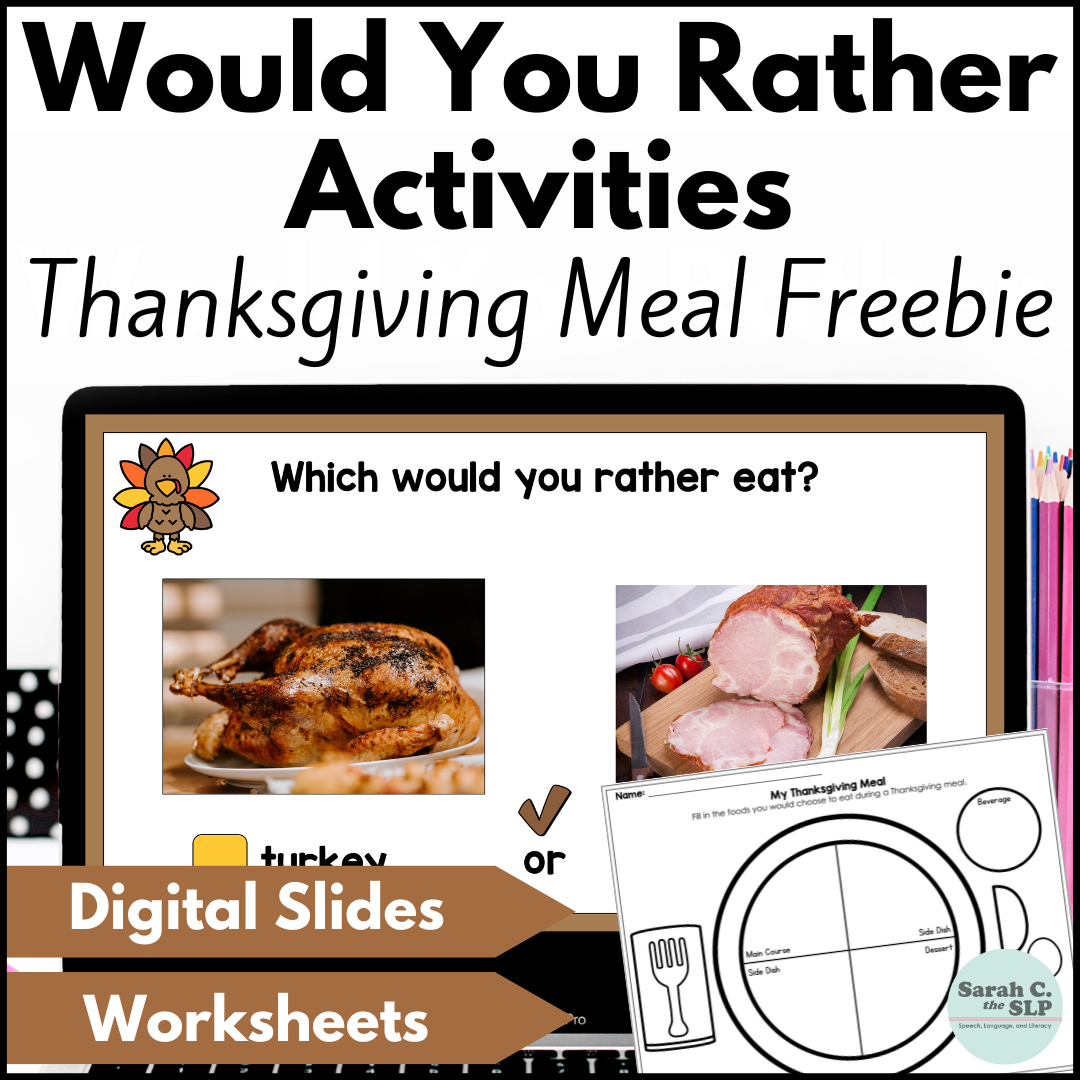 Would You Rather
Activities
Thanksgiving Meal Freebie
Which would you rather eat?
turkey
or
Name:
My Thanksgiving Meal
Fill in the foods you would choose to eat during a Thanksgiving meal.
Beverage
Main Course
Side Dish
Side Dish
Dessert
Digital Slides
Worksheets
Pro
Sarah C.
the
SLP
Speech, Language, and Literacy